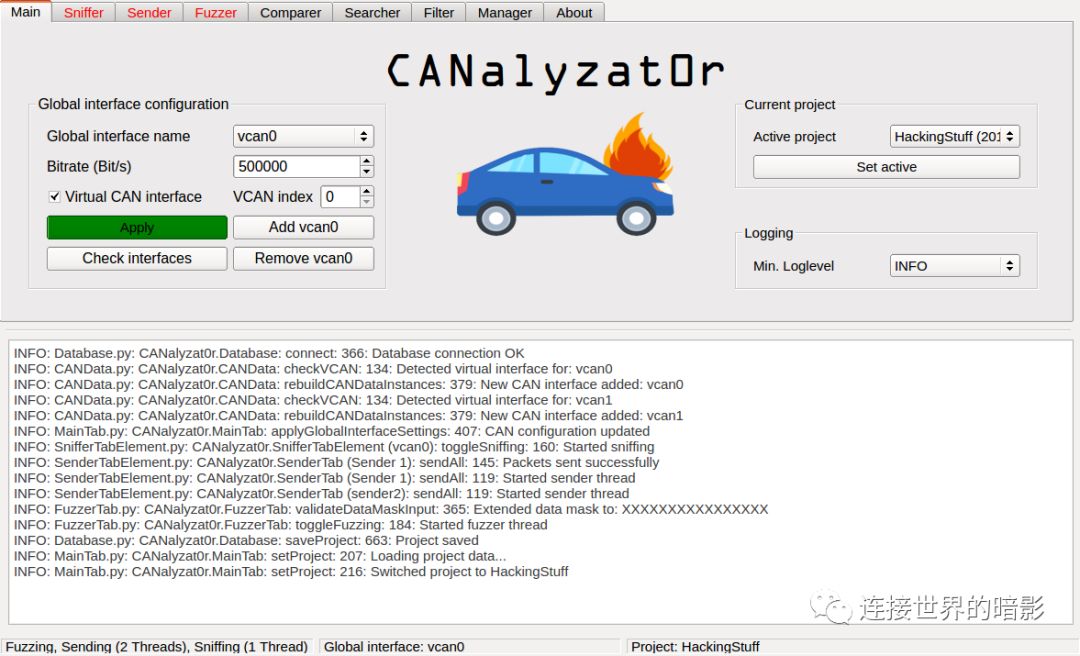 Main Sniffer Sender Fuzzer Comparer Searcher Filter Manager About
CANalyzat0r
Global interface configuration
Global interface name vcan0
Bitrate (Bit/s) 500000
Virtual CAN interface VCAN index 0
Apply Add vcan0
Check interfaces Remove vcan0
Current project
Active project HackingStuff (201
Set active
Logging
Min. Loglevel INFO
INFO: Database.py: CANalyzat0r.Database: connect: 366: Database connection OK
INFO: CANData.py: CANalyzat0r.CANData: checkVCAN: 134: Detected virtual interface for: vcan0
INFO: CANData.py: CANalyzat0r.CANData: rebuildCANDataInstances: 379: New CAN interface added: vcan0
INFO: CANData.py: CANalyzat0r.CANData: checkVCAN: 134: Detected virtual interface for: vcan1
INFO: CANData.py: CANalyzat0r.CANData: rebuildCANDataInstances: 379: New CAN interface added: vcan1
INFO: MainTab.py: CANalyzat0r.MainTab: applyGlobalInterfaceSettings: 407: CAN configuration updated
INFO: SnifferTabElement.py: CANalyzat0r.SnifferTabElement (vcan0): toggleSniffing: 160: Started sniffing
INFO: SenderTabElement.py: CANalyzat0r.SenderTab (Sender 1): sendAll: 145: Packets sent successfully
INFO: SenderTabElement.py: CANalyzat0r.SenderTab (Sender 1): sendAll: 119: Started sender thread
INFO: SenderTabElement.py: CANalyzat0r.SenderTab (sender2): sendAll: 119: Started sender thread
INFO: FuzzerTab.py: CANalyzat0r.FuzzerTab: validateDataMaskInput: 365: Extended data mask to: XXXXXXXXXXXXXXXX
INFO: FuzzerTab.py: CANalyzat0r.FuzzerTab: toggleFuzzing: 184: Started fuzzer thread
INFO: Database.py: CANalyzat0r.Database: saveProject: 663: Project saved
INFO: MainTab.py: CANalyzat0r.MainTab: setProject: 207: Loading project data...
INFO: MainTab.py: CANalyzat0r.MainTab: setProject: 216: Switched project to HackingStuff
连接世界的暗影
Fuzzing, Sending (2 Threads), Sniffing (1 Thread) Global interface: vcan0 Project: HackingStuff